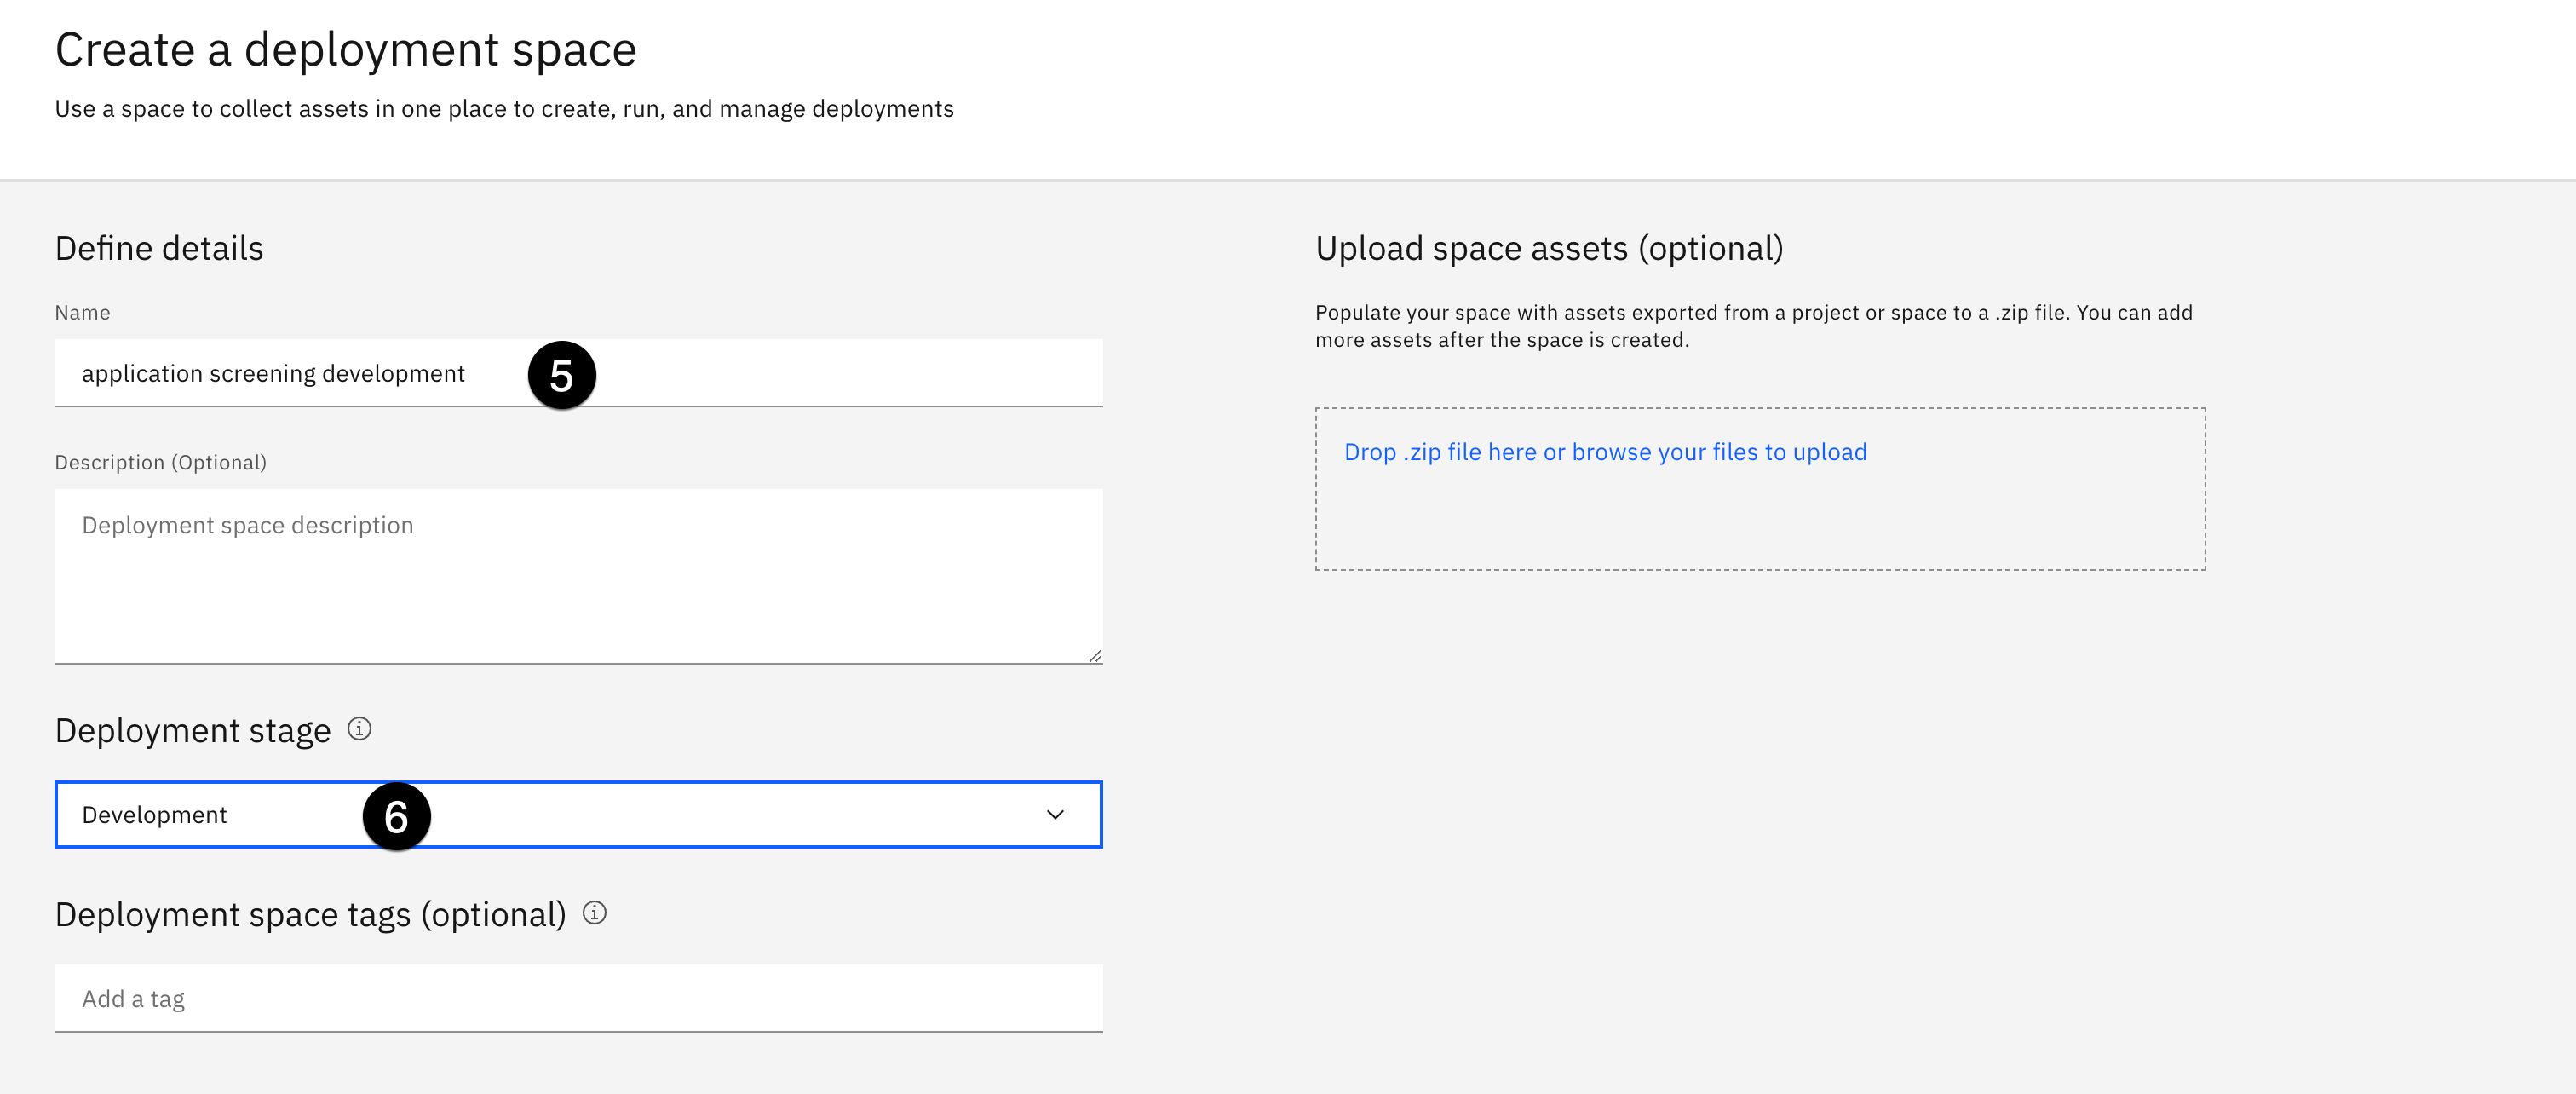 Create a deployment space
Use a space to collect assets in one place to create, run, and manage deployments
Define details
Name
application screening development
5
Description (Optional)
Deployment space description
Deployment stage
Development
6
Deployment space tags (optional)
Add a tag
Upload space assets (optional)
Populate your space with assets exported from a project or space to a .zip file. You can add
more assets after the space is created.
Drop .zip file here or browse your files to upload